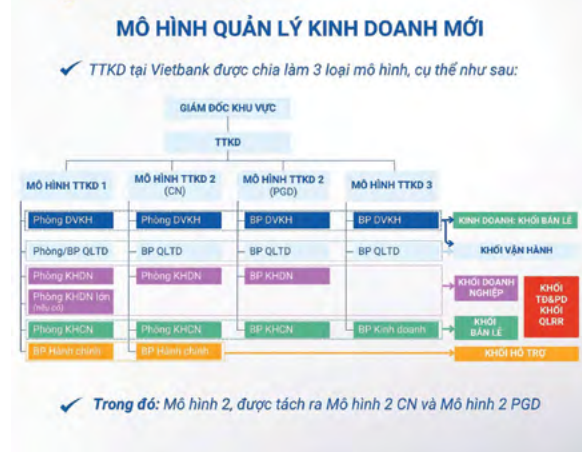 MÔ HÌNH QUẢN LÝ KINH DOANH MỚI
TTKD tại Vietbank được chia làm 3 loại mô hình, cụ thể như sau:
GIÁM ĐỐC KHU VỰC
TTKD
MÔ HÌNH TTKD 1
MÔ HÌNH TTKD 2
(CN)
MÔ HÌNH TTKD 2
(PGD)
MÔ HÌNH TTKD 3
Phòng DVKH
Phòng DVKH
BP DVKH
BP DVKH
KINH DOANH: KHỐI BÁN LẺ
Phòng/BP QLTD
BP QLTD
BP QLTD
BP QLTD
KHỐI VẬN HÀNH
Phòng KHDN
Phòng KHDN
BP KHDN
KHỐI DOANH
NGHIỆP
Phòng KHDN lớn
(nếu có)
KHỐI
TĐ&PD
KHỐI
QLRR
Phòng KHCN
Phòng KHCN
BP KHCN
BP Kinh doanh
KHỐI
BÁN LẺ
BP Hành chính
BP Hành chính
KHỐI HỖ TRỢ
Trong đó: Mô hình 2, được tách ra Mô hình 2 CN và Mô hình 2 PGD